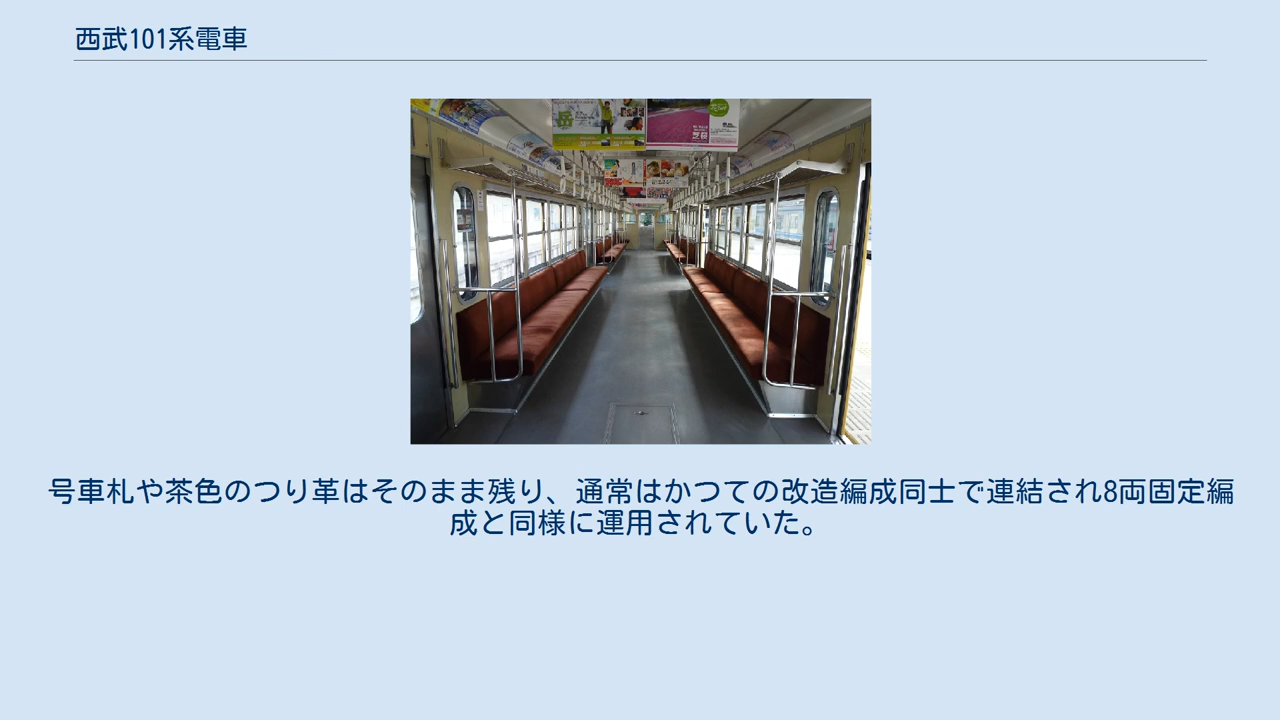 西武101系電車
岳
芝桜
号車札や茶色のつり革はそのまま残り、通常はかつての改造編成同士で連結され8両固定編
成と同様に運用されていた。